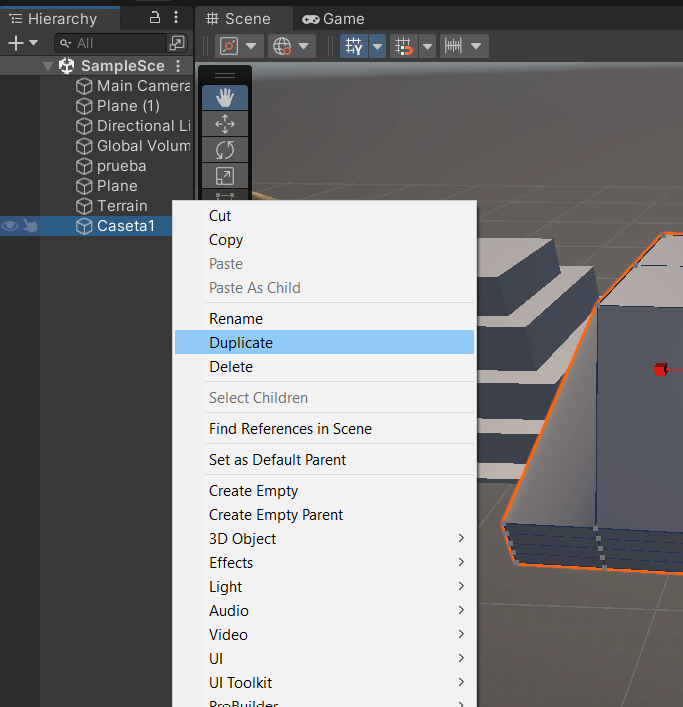 Hierarchy
Scene
Game
All
SampleSce
Main Camera
Plane (1)
Directional Li
Global Volum
prueba
Plane
Terrain
Caseta1
Cut
Copy
Paste
Paste As Child
Rename
Duplicate
Delete
Select Children
Find References in Scene
Set as Default Parent
Create Empty
Create Empty Parent
3D Object
Effects
Light
Audio
Video
UI
UI Toolkit
ProBuilder